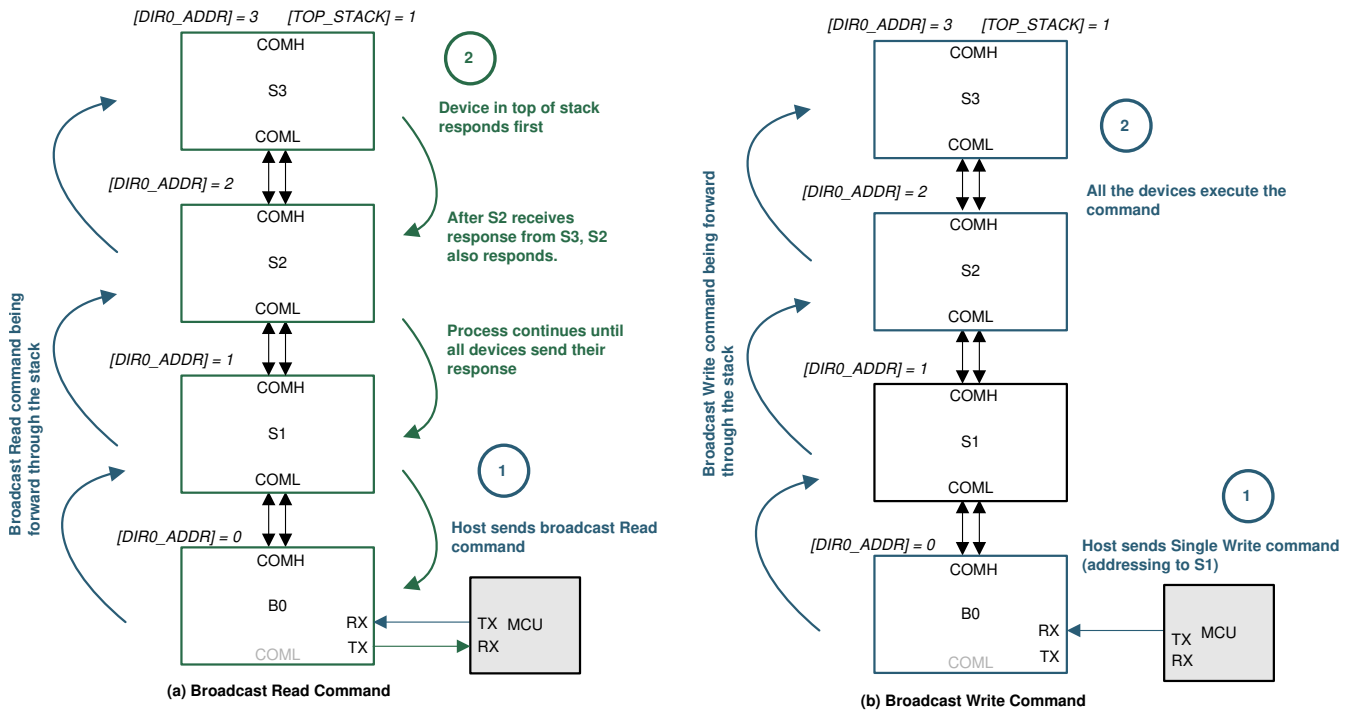 [DIR0_ADDR] = 3 [TOP_STACK] = 1
COMH
S3
COML
2
Device in top of stack
responds first
[DIR0_ADDR] = 2
COMH
S2
COML
After S2 receives
response from S3, S2
also responds.
[DIR0_ADDR] = 1
Process continues until
all devices send their
response
COMH
S1
COML
1
Host sends broadcast Read
command
[DIR0_ADDR] = 0
COMH
B0
RX
TX
COML
TX MCU
RX
Broadcast Read command being
forward through the stack
(a) Broadcast Read Command
[DIR0_ADDR] = 3 [TOP_STACK] = 1
COMH
S3
COML
2
All the devices execute the
command
[DIR0_ADDR] = 2
COMH
S2
COML
[DIR0_ADDR] = 1
COMH
S1
COML
1
Host sends Single Write command
(addressing to S1)
[DIR0_ADDR] = 0
COMH
B0
RX
TX
COML
TX MCU
RX
Broadcast Write command being forward
through the stack
(b) Broadcast Write Command